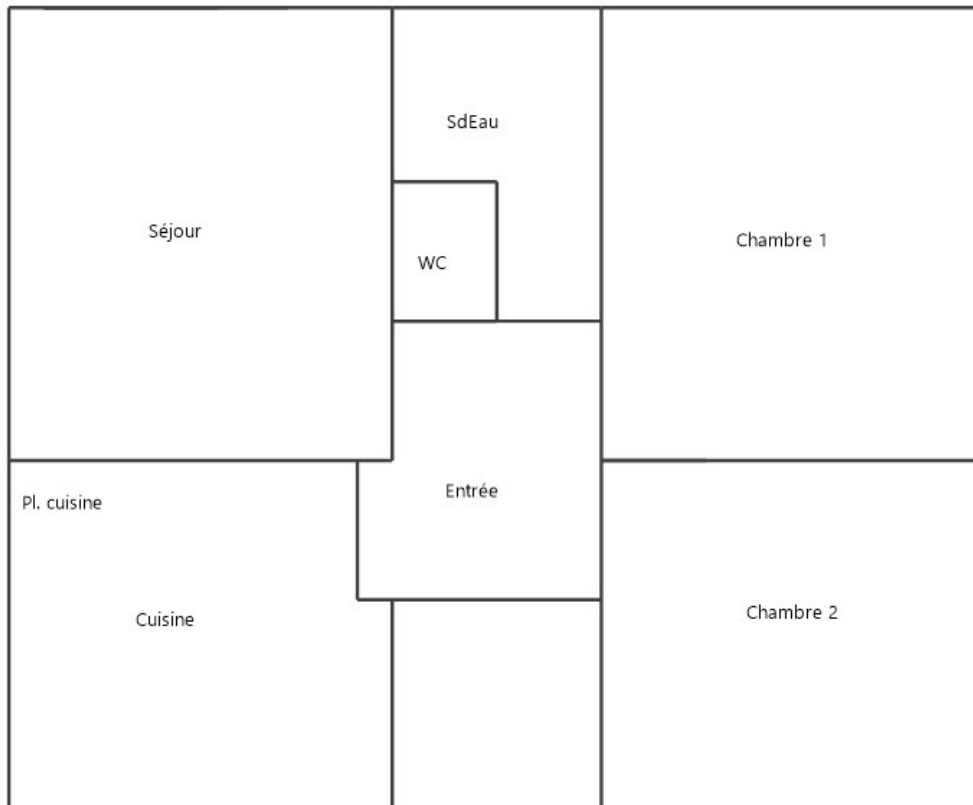 SdEau
Séjour
Chambre 1
WC
Entrée
Pl. cuisine
Cuisine
Chambre 2